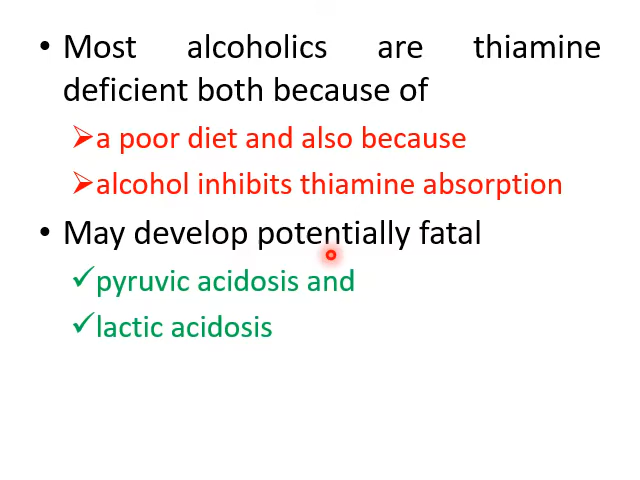 • Most alcoholics are thiamine
deficient both because of
➢a poor diet and also because
➢alcohol inhibits thiamine absorption
• May develop potentially fatal
✓pyruvic acidosis and
✓lactic acidosis